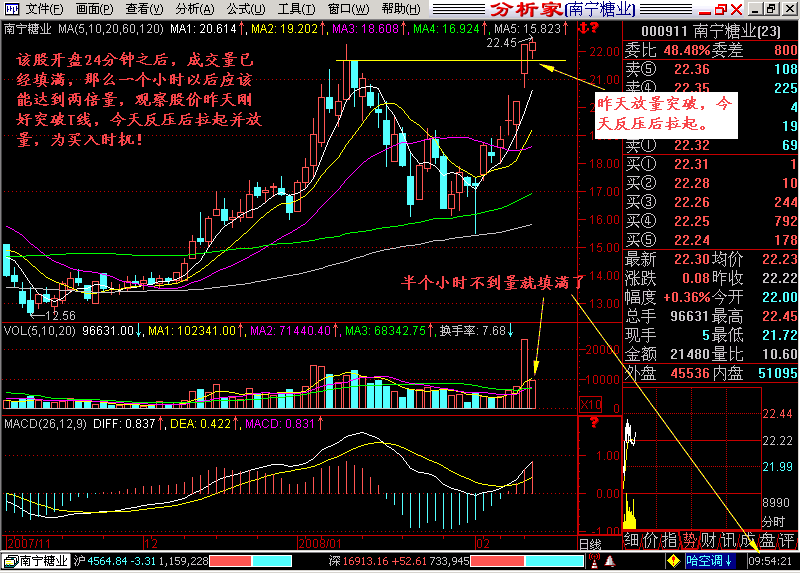 文件(F) 画面(P) 查看(V) 分析(A) 公式(U) 工具(T) 窗口(W) 帮助(H) 分析家[南宁糖业]
南宁糖业 MA(5,10,20,60,120) MA1: 20.614↑ MA2: 19.202↑ MA3: 18.608↑ MA4: 16.924↑ MA5: 15.823↑
22.45
该股开盘24分钟之后，成交量已
经填满，那么一个小时以后应该
能达到两倍量，观察股价昨天刚
好突破T线，今天反压后拉起并放
量，为买入时机！
昨天放量突破，今
天反压后拉起。
22.00
21.00
18.00
17.00
16.00
15.00
14.00
13.00
12.56
半个小时不到量就填满了
VOL(5,10,20) 96631.00↓ MA1: 102341.00↑ MA2: 71440.40↑ MA3: 68342.75↑ 换手率: 7.68↓
20000
10000
X10
MACD(26,12,9) DIFF: 0.837↑ DEA: 0.422↑ MACD: 0.831↑
1.00
0.00
-1.00
2007/11 12 2008/01 02 日线
000911 南宁糖业(23)
委比 48.48% 委差 800
卖⑤ 22.36 108
卖④ 22.35 225
4
19
卖① 22.32 69
买① 22.31 1
买② 22.28 10
买③ 22.26 244
买④ 22.25 792
买⑤ 22.24 178
最新 22.30 均价 22.23
涨跌 0.08 昨收 22.22
幅度 +0.36% 今开 22.00
总手 96631 最高 22.45
现手 5 最低 21.72
金额 21480 量比 10.60
外盘 45536 内盘 51095
22.44
22.22
21.99
8990
分时
细 价 指 势 财 讯 成 盘 评
南宁糖业 沪 4564.84 -3.31 1,159,228 深 16913.16 +52.61 733,945 哈空调↓ 09:54:21